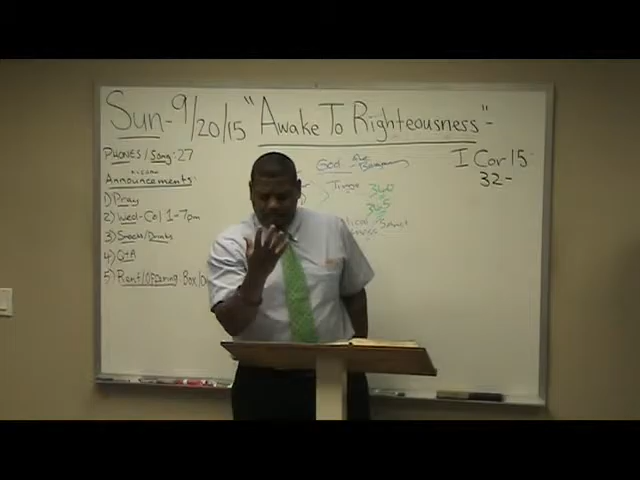 Sun-9/20/15 "Awake To Righteousness"-
PHONES/Song: 27
Announcements:
1) Pray
2) Wed-Col 1-7pm
3) Snacks/Drinks
4) Q+A
5) Rent/Offering Box/
God
Times
360
365
I Cor 15:
32-